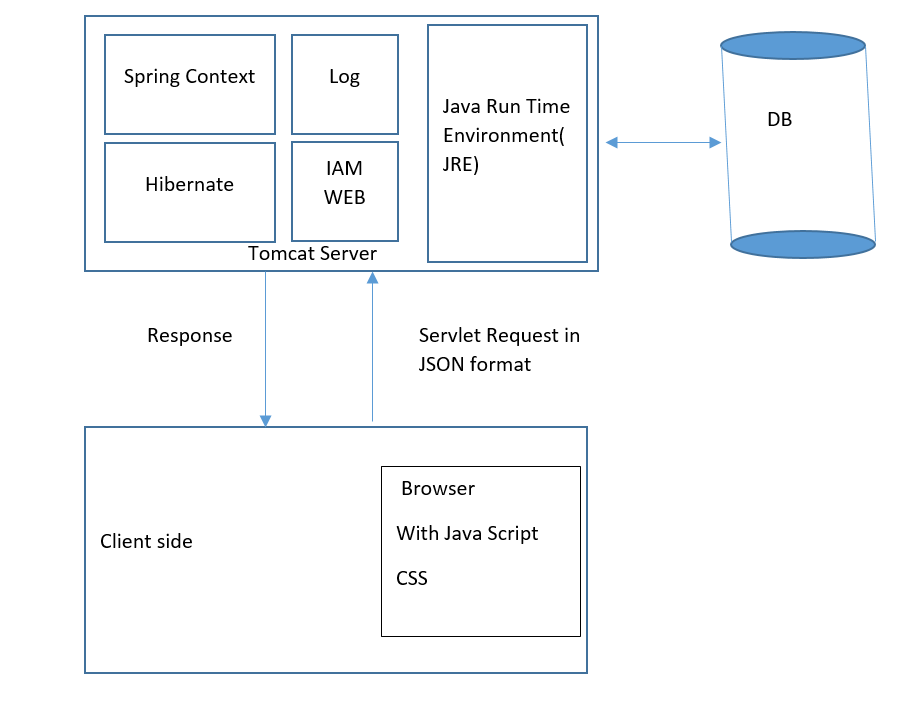 Spring Context
Log
Java Run Time
Environment(
JRE)
DB
Hibernate
IAM
WEB
Tomcat Server
Response
Servlet Request in
JSON format
Client side
Browser
With Java Script
CSS